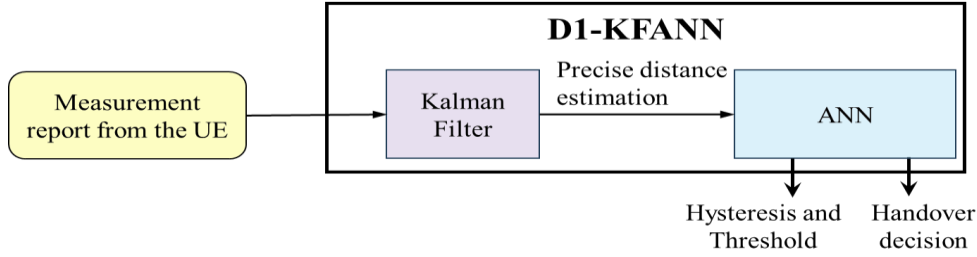 D1-KFANN
Measurement
report from the UE
Kalman
Filter
Precise distance
estimation
ANN
Hysteresis and
Threshold
Handover
decision